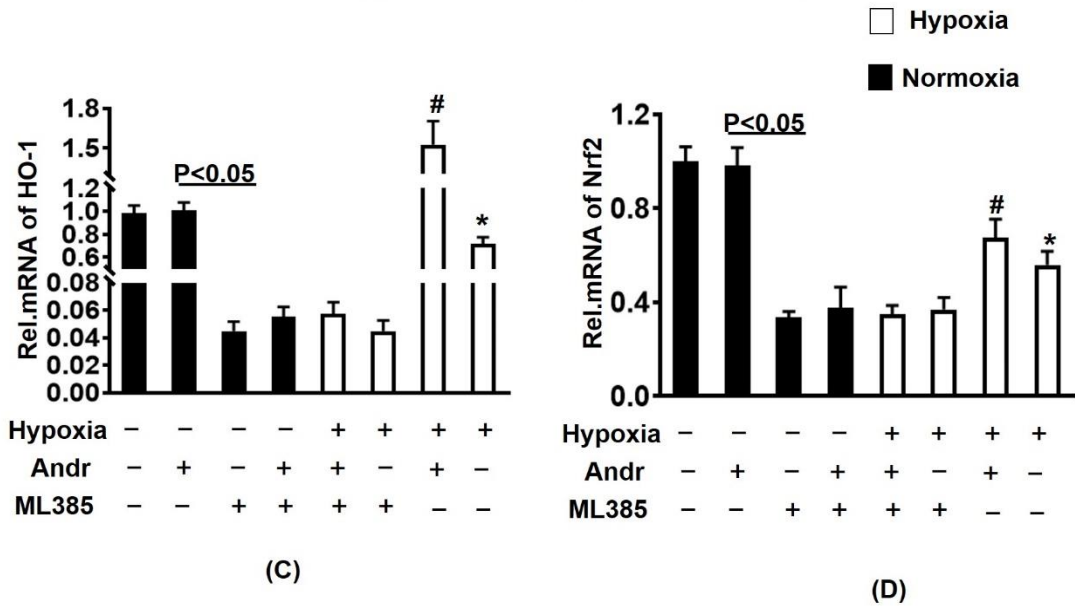 Hypoxia
Normoxia
Rel.mRNA of HO-1
1.8
1.5
1.2
1.0
0.8
0.6
0.08
0.06
0.04
0.02
0.00
P<0.05
#
*
Hypoxia – – – – + + + +
Andr – + – + + – + –
ML385 – – + + + + – –
(C)
Rel.mRNA of Nrf2
1.2
0.8
0.4
0.0
P<0.05
#
*
Hypoxia – – – – + + + +
Andr – + – + + – + –
ML385 – – + + + + – –
(D)